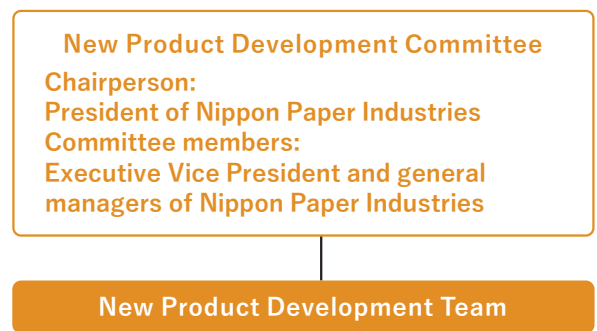 New Product Development Committee
Chairperson:
President of Nippon Paper Industries
Committee members:
Executive Vice President and general
managers of Nippon Paper Industries
New Product Development Team